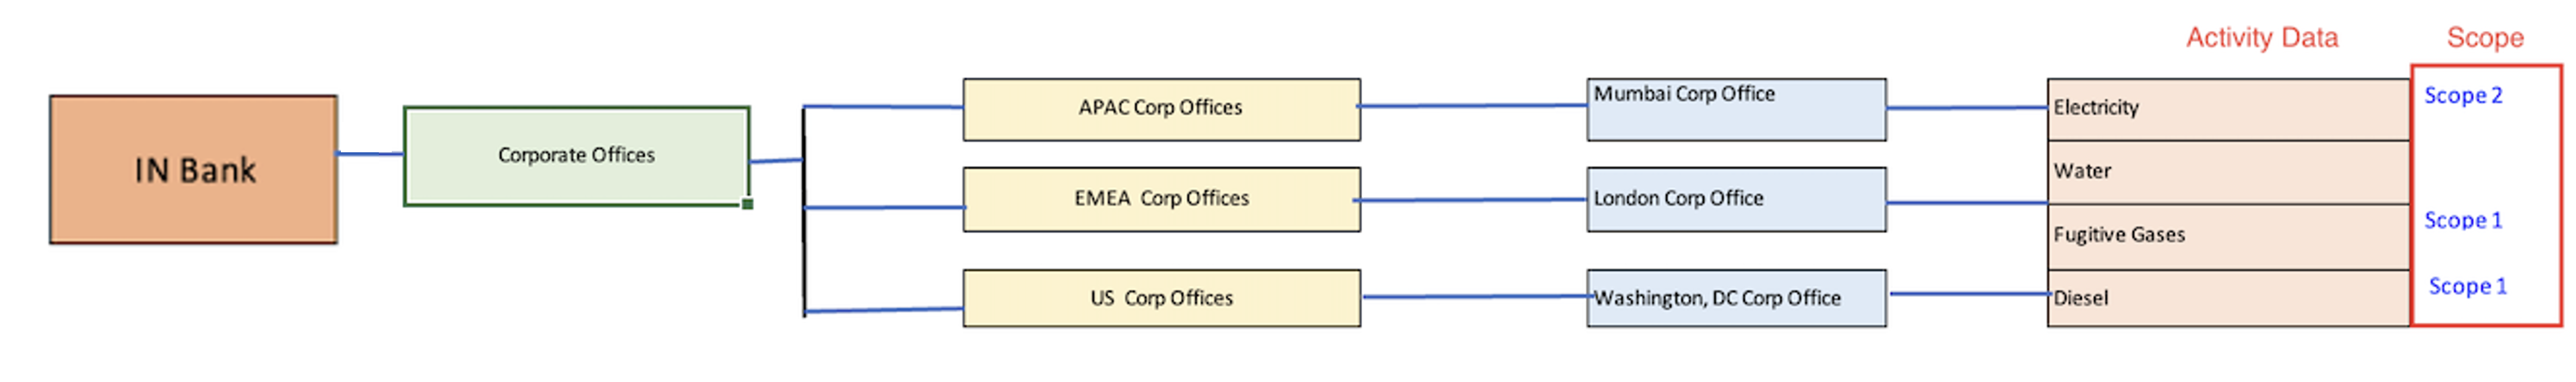 Activity Data Scope
IN Bank
Corporate Offices
APAC Corp Offices
EMEA Corp Offices
US Corp Offices
Mumbai Corp Office
London Corp Office
Washington, DC Corp Office
Electricity
Water
Fugitive Gases
Diesel
Scope 2
Scope 1
Scope 1